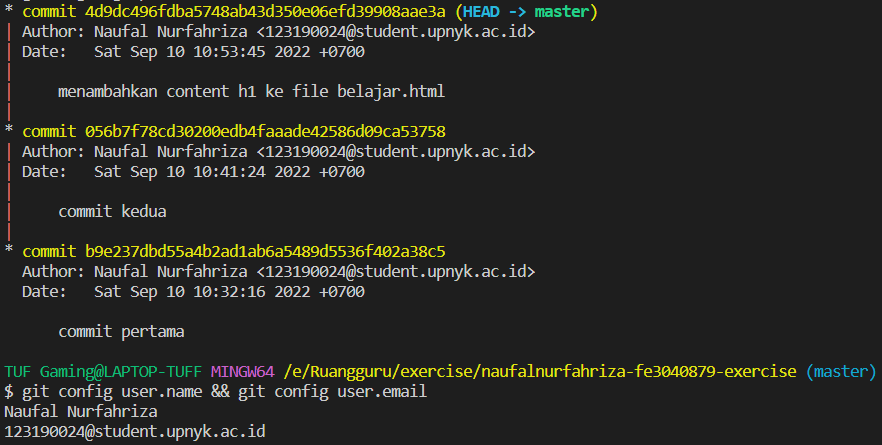 * commit 4d9dc496fdba5748ab43d350e06efd39908aae3a (HEAD -> master)
| Author: Naufal Nurfahriza <123190024@student.upnyk.ac.id>
| Date:   Sat Sep 10 10:53:45 2022 +0700
|
|     menambahkan content h1 ke file belajar.html
|
* commit 056b7f78cd30200edb4faaade42586d09ca53758
| Author: Naufal Nurfahriza <123190024@student.upnyk.ac.id>
| Date:   Sat Sep 10 10:41:24 2022 +0700
|
|     commit kedua
|
* commit b9e237dbd55a4b2ad1ab6a5489d5536f402a38c5
  Author: Naufal Nurfahriza <123190024@student.upnyk.ac.id>
  Date:   Sat Sep 10 10:32:16 2022 +0700

      commit pertama

TUF Gaming@LAPTOP-TUFF MINGW64 /e/Ruangguru/exercise/naufalnurfahriza-fe3040879-exercise (master)
$ git config user.name && git config user.email
Naufal Nurfahriza
123190024@student.upnyk.ac.id